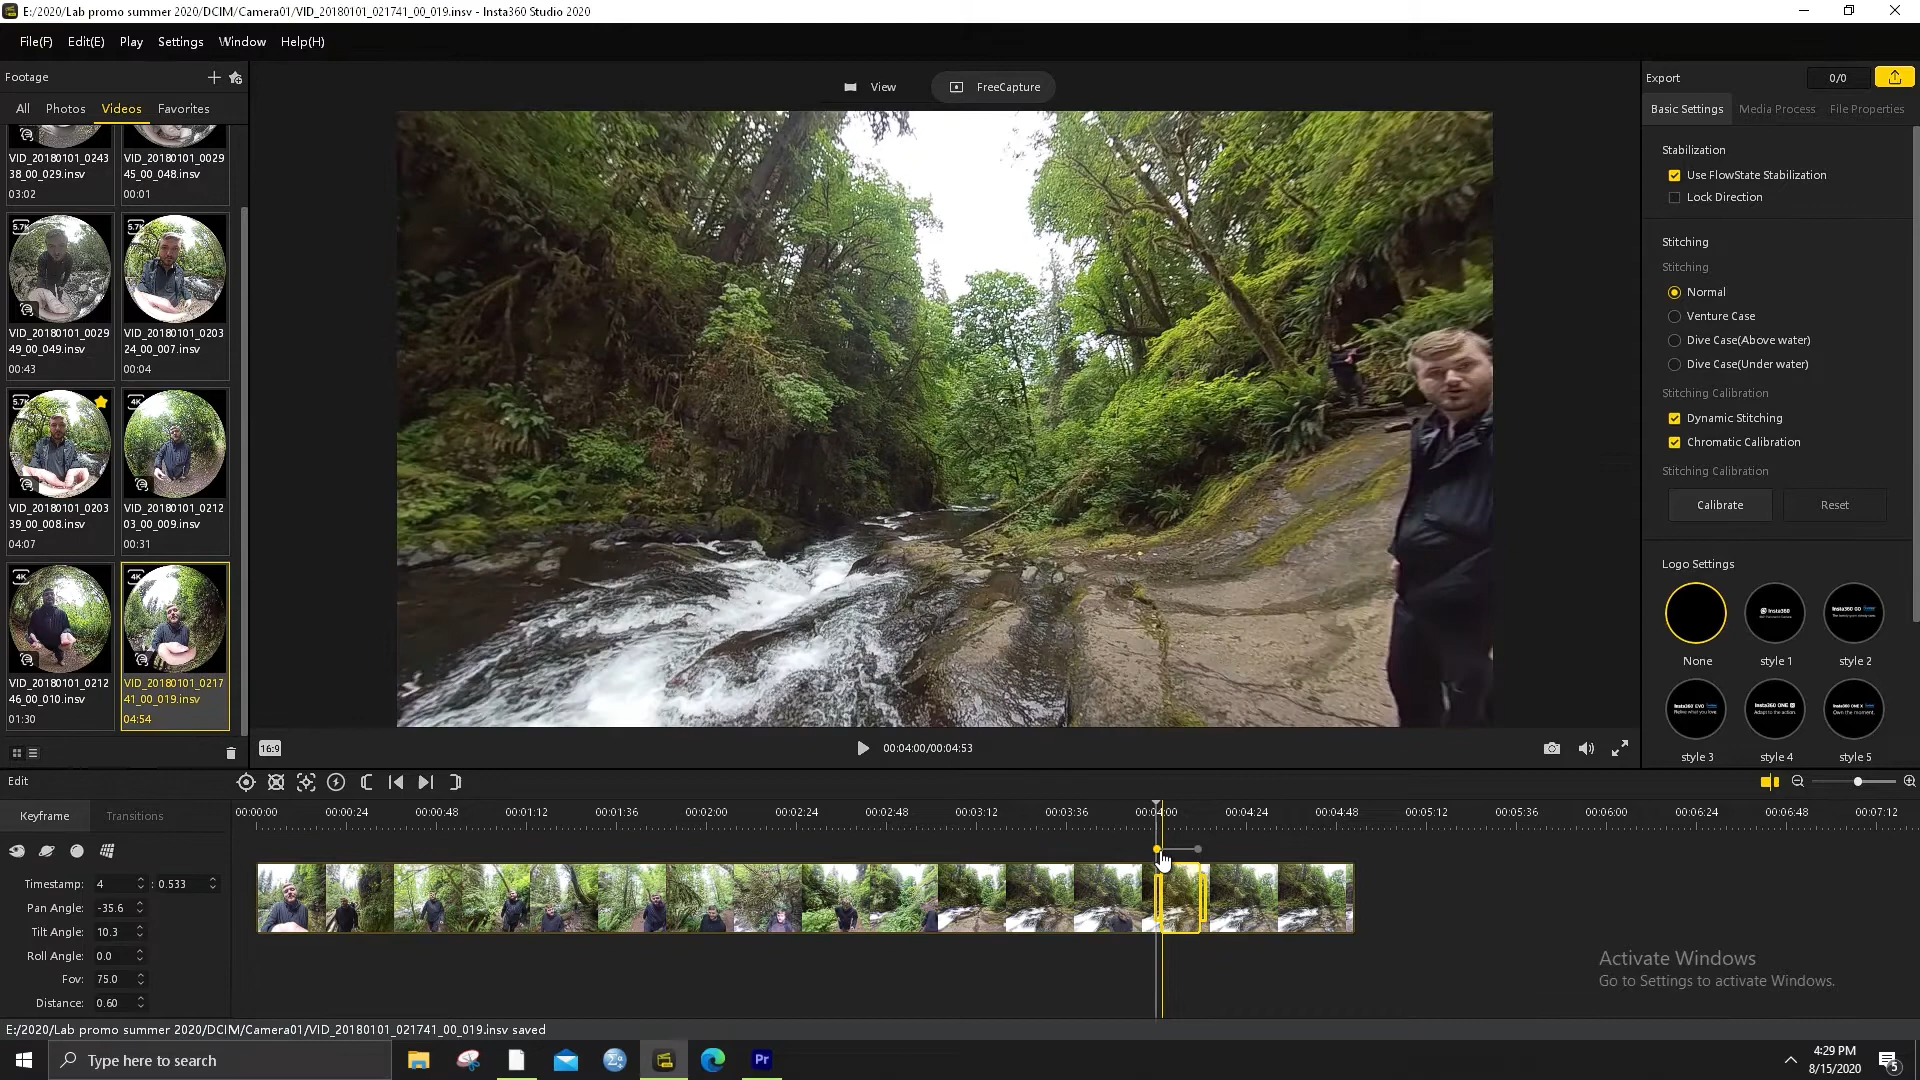 E:/2020/Lab promo summer 2020/DCIM/Camera01/VID_20180101_021741_00_019.insv - Insta360 Studio 2020
File(F) Edit(E) Play Settings Window Help(H)
Footage
All Photos Videos Favorites
VID_20180101_0243
38_00_029.insv
03:02
VID_20180101_0029
45_00_048.insv
00:01
5.7K
VID_20180101_0029
49_00_049.insv
00:43
5.7K
VID_20180101_0203
24_00_007.insv
00:04
5.7K
VID_20180101_0203
39_00_008.insv
04:07
4K
VID_20180101_0212
03_00_009.insv
00:31
4K
VID_20180101_0212
46_00_010.insv
01:30
4K
VID_20180101_0217
41_00_019.insv
04:54
View FreeCapture
16:9
00:04:00/00:04:53
Export 0/0
Basic Settings Media Process File Properties
Stabilization
Use FlowState Stabilization
Lock Direction
Stitching
Stitching
Normal
Venture Case
Dive Case(Above water)
Dive Case(Under water)
Stitching Calibration
Dynamic Stitching
Chromatic Calibration
Stitching Calibration
Calibrate Reset
Logo Settings
None style 1 style 2
style 3 style 4 style 5
Edit
Keyframe Transitions
Timestamp: 4 : 0.533
Pan Angle: -35.6
Tilt Angle: 10.3
Roll Angle: 0.0
Fov: 75.0
Distance: 0.60
00:00:00 00:00:24 00:00:48 00:01:12 00:01:36 00:02:00 00:02:24 00:02:48 00:03:12 00:03:36 00:04:00 00:04:24 00:04:48 00:05:12 00:05:36 00:06:00 00:06:24 00:06:48 00:07:12
Activate Windows
Go to Settings to activate Windows.
E:/2020/Lab promo summer 2020/DCIM/Camera01/VID_20180101_021741_00_019.insv saved
Type here to search
Pr
4:29 PM
8/15/2020
5